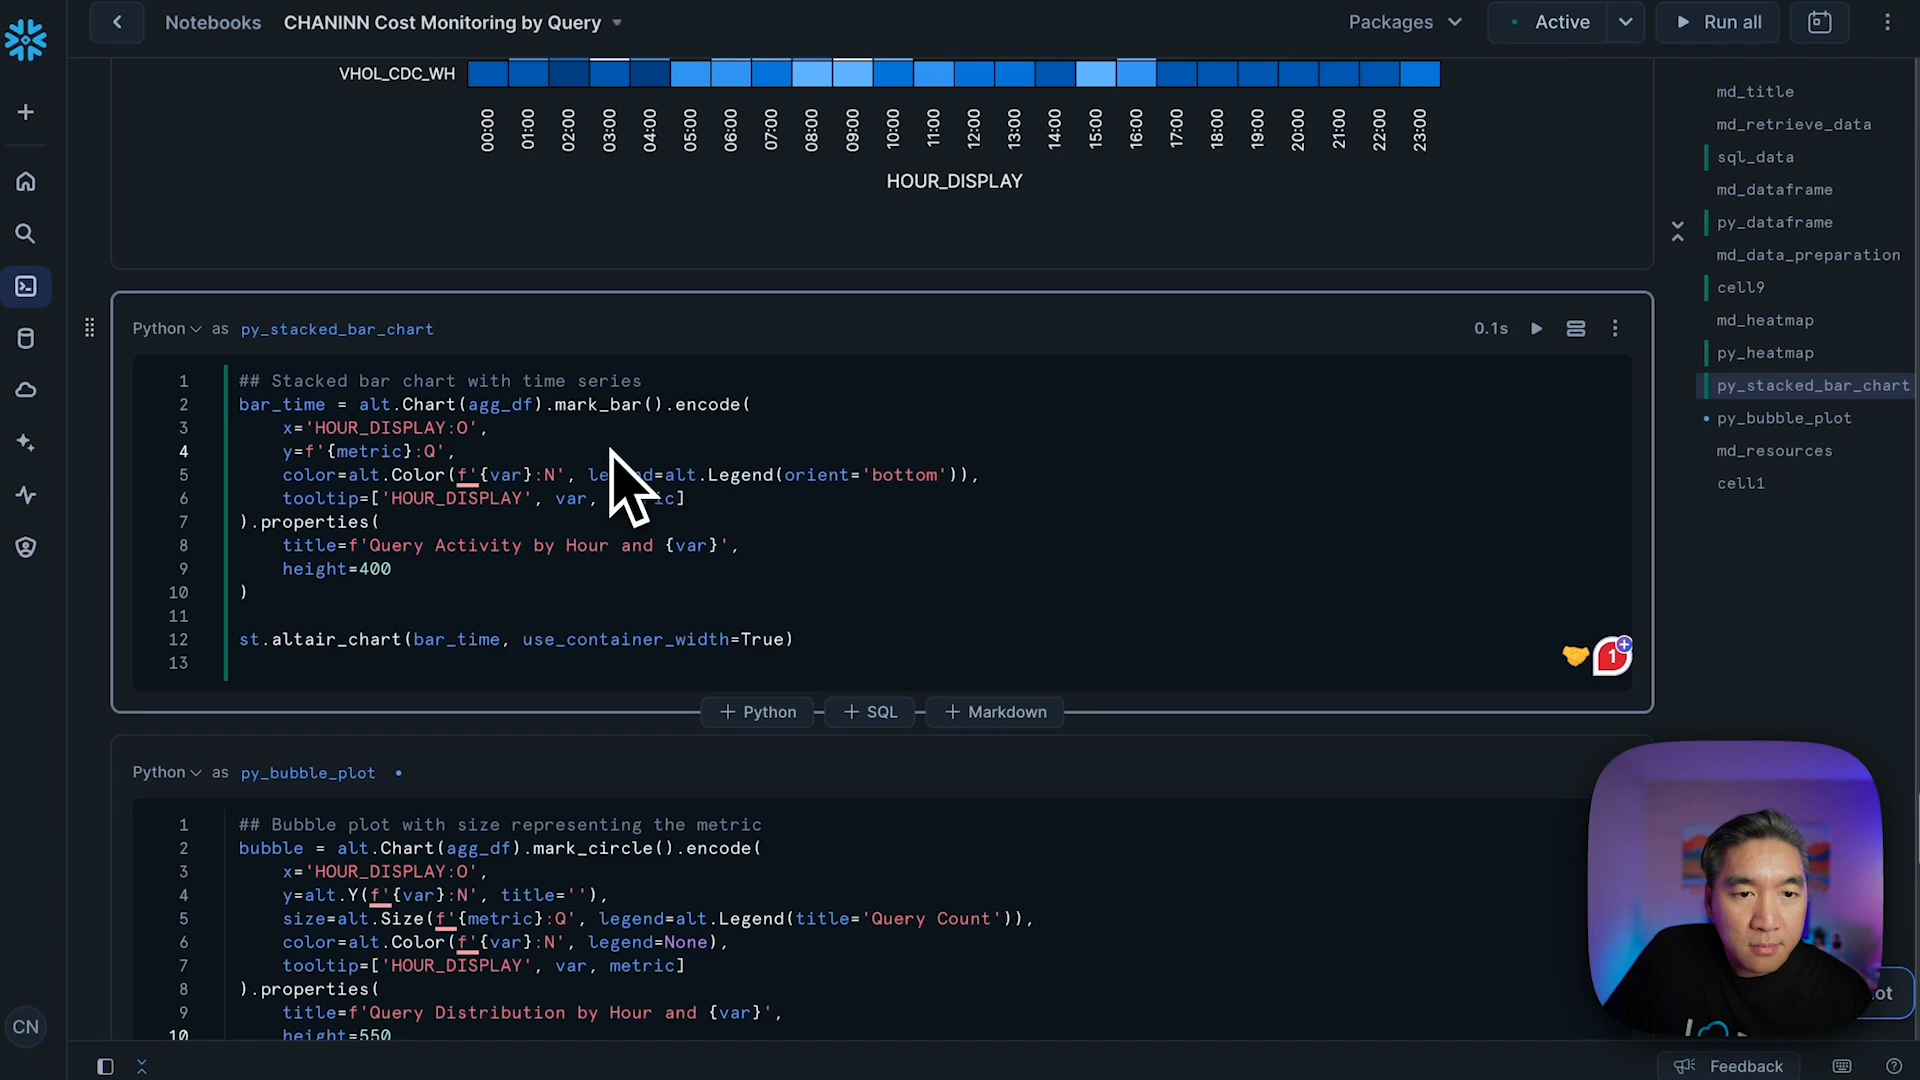 Notebooks CHANINN Cost Monitoring by Query Packages Active Run all
VHOL_CDC_WH
00:00 01:00 02:00 03:00 04:00 05:00 06:00 07:00 08:00 09:00 10:00 11:00 12:00 13:00 14:00 15:00 16:00 17:00 18:00 19:00 20:00 21:00 22:00 23:00
HOUR_DISPLAY
Python as py_stacked_bar_chart 0.1s
1 ## Stacked bar chart with time series
2 bar_time = alt.Chart(agg_df).mark_bar().encode(
3 x='HOUR_DISPLAY:O',
4 y=f'{metric}:Q',
5 color=alt.Color(f'{var}:N', legend=alt.Legend(orient='bottom')),
6 tooltip=['HOUR_DISPLAY', var, metric]
7 ).properties(
8 title=f'Query Activity by Hour and {var}',
9 height=400
10 )
11
12 st.altair_chart(bar_time, use_container_width=True)
13
1
+ Python + SQL + Markdown
Python as py_bubble_plot
1 ## Bubble plot with size representing the metric
2 bubble = alt.Chart(agg_df).mark_circle().encode(
3 x='HOUR_DISPLAY:O',
4 y=alt.Y(f'{var}:N', title=''),
5 size=alt.Size(f'{metric}:Q', legend=alt.Legend(title='Query Count')),
6 color=alt.Color(f'{var}:N', legend=None),
7 tooltip=['HOUR_DISPLAY', var, metric]
8 ).properties(
9 title=f'Query Distribution by Hour and {var}',
10 height=550
md_title
md_retrieve_data
sql_data
md_dataframe
py_dataframe
md_data_preparation
cell9
md_heatmap
py_heatmap
py_stacked_bar_chart
py_bubble_plot
md_resources
cell1
CN
Feedback